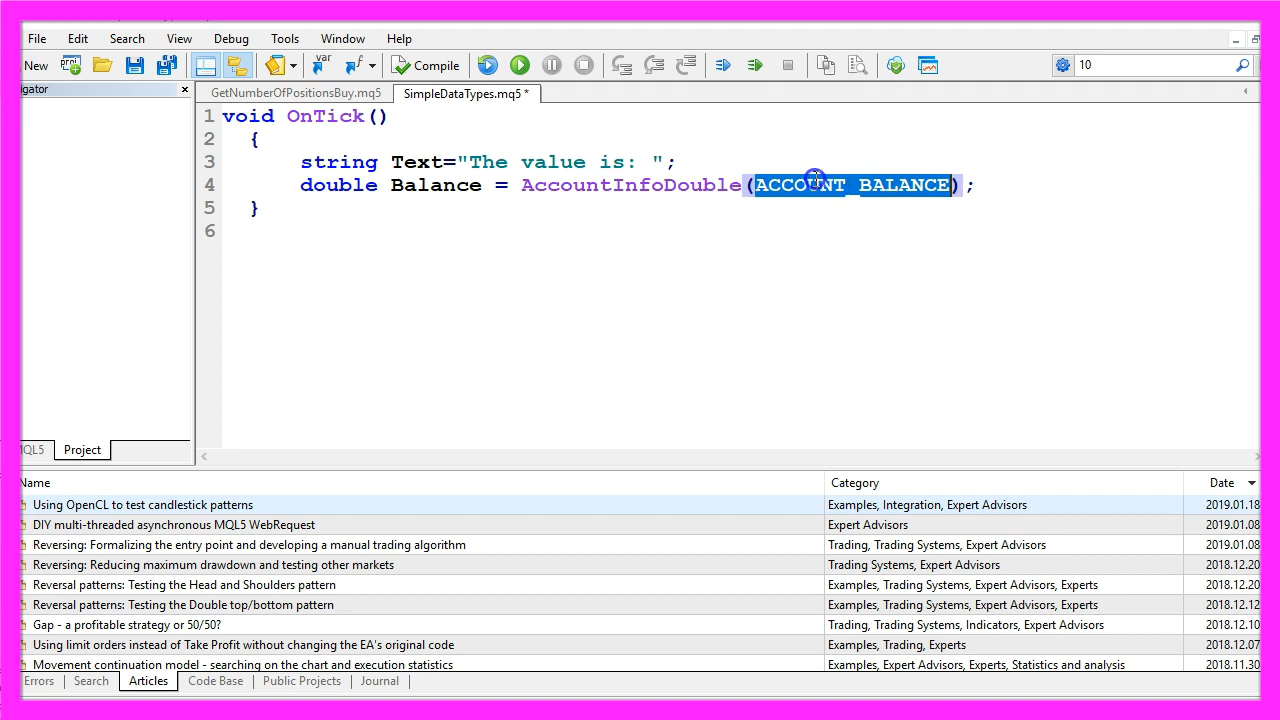 File Edit Search View Debug Tools Window Help
New Compile 10
igator
GetNumberOfPositionsBuy.mq5 SimpleDataTypes.mq5 *
1 void OnTick()
2 {
3 string Text="The value is: ";
4 double Balance = AccountInfoDouble(ACCOUNT_BALANCE);
5 }
6
MQL5 Project
Name Category Date
Using OpenCL to test candlestick patterns Examples, Integration, Expert Advisors 2019.01.18
DIY multi-threaded asynchronous MQL5 WebRequest Expert Advisors 2019.01.08
Reversing: Formalizing the entry point and developing a manual trading algorithm Trading, Trading Systems, Expert Advisors 2019.01.08
Reversing: Reducing maximum drawdown and testing other markets Trading Systems, Expert Advisors 2018.12.20
Reversal patterns: Testing the Head and Shoulders pattern Examples, Trading Systems, Expert Advisors, Experts 2018.12.20
Reversal patterns: Testing the Double top/bottom pattern Examples, Trading Systems, Expert Advisors, Experts 2018.12.12
Gap - a profitable strategy or 50/50? Trading, Trading Systems, Indicators, Expert Advisors 2018.12.10
Using limit orders instead of Take Profit without changing the EA's original code Examples, Trading, Experts 2018.12.07
Movement continuation model - searching on the chart and execution statistics Examples, Expert Advisors, Experts, Statistics and analysis 2018.11.30
Errors Search Articles Code Base Public Projects Journal